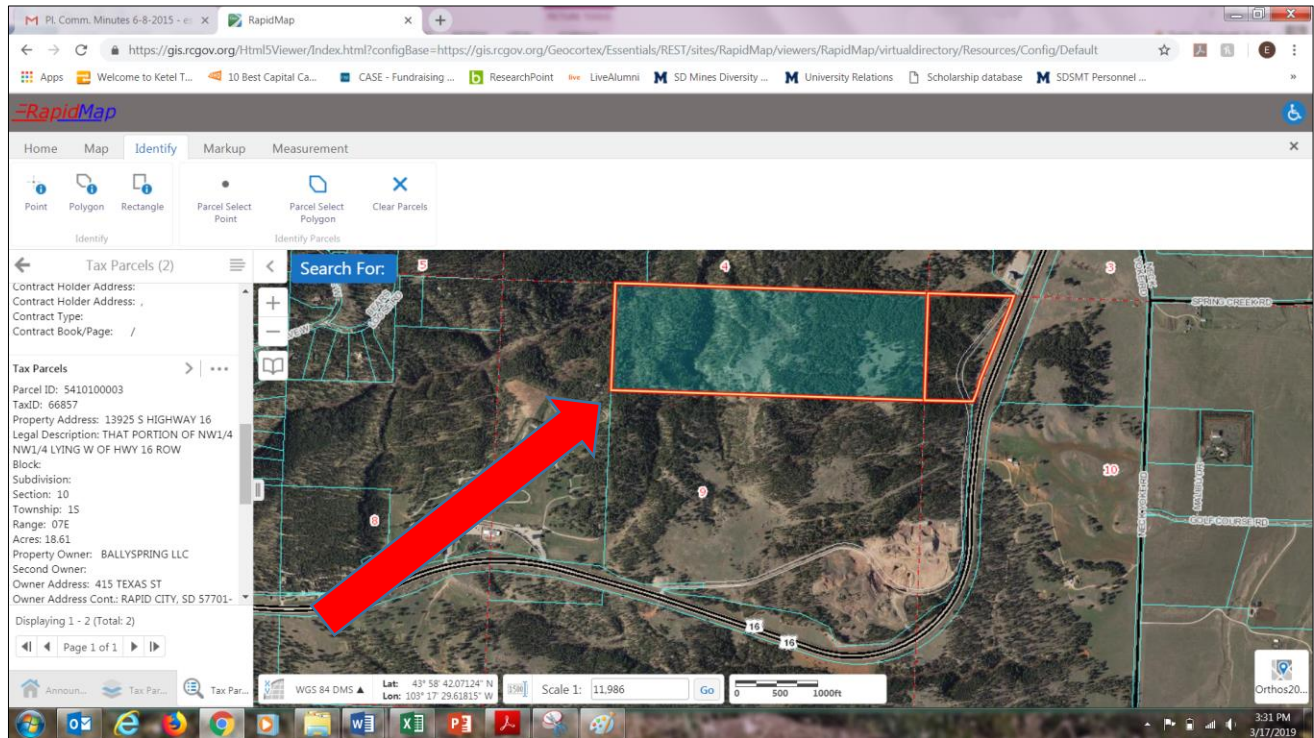 Pl. Comm. Minutes 6-8-2015 - e
RapidMap
https://gis.rcgov.org/Html5Viewer/Index.html?configBase=https://gis.rcgov.org/Geocortex/Essentials/REST/sites/RapidMap/viewers/RapidMap/virtualdirectory/Resources/Config/Default
E
Apps Welcome to Ketel T... 10 Best Capital Ca... CASE - Fundraising ... ResearchPoint live LiveAlumni M SD Mines Diversity ... M University Relations Scholarship database M SDSMT Personnel ... »
RapidMap
Home Map Identify Markup Measurement
Point Polygon Rectangle Parcel Select Point Parcel Select Polygon Clear Parcels
Identify Identify Parcels
Tax Parcels (2)
Search For:
Contract Holder Address:
Contract Holder Address: ,
Contract Type:
Contract Book/Page: /
Tax Parcels
Parcel ID: 5410100003
TaxID: 66857
Property Address: 13925 S HIGHWAY 16
Legal Description: THAT PORTION OF NW1/4
NW1/4 LYING W OF HWY 16 ROW
Block:
Subdivision:
Section: 10
Township: 1S
Range: 07E
Acres: 18.61
Property Owner: BALLYSPRING LLC
Second Owner:
Owner Address: 415 TEXAS ST
Owner Address Cont.: RAPID CITY, SD 57701-
Displaying 1 - 2 (Total: 2)
Page 1 of 1
Announ... Tax Par... Tax Par...
5
4
3
SPRING CREEK RD
10
9
8
GOLF COURSE RD
NECK YOKE RD
16
16
WGS 84 DMS Lat: 43° 58' 42.07124" N
Lon: 103° 17' 29.61815" W
Scale 1: 11,986 Go
0 500 1000ft
Orthos20...
3:31 PM
3/17/2019